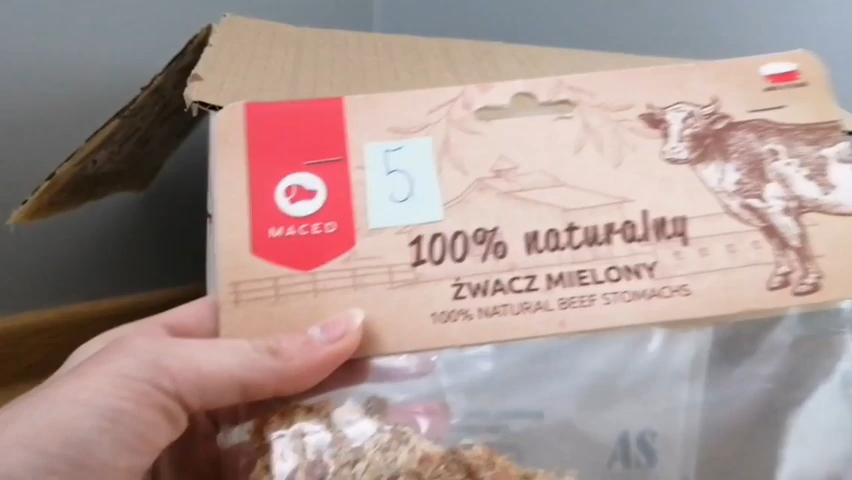 MACED
5
100% naturalny
ŻWACZ MIELONY
100% NATURAL BEEF STOMACHS
AS